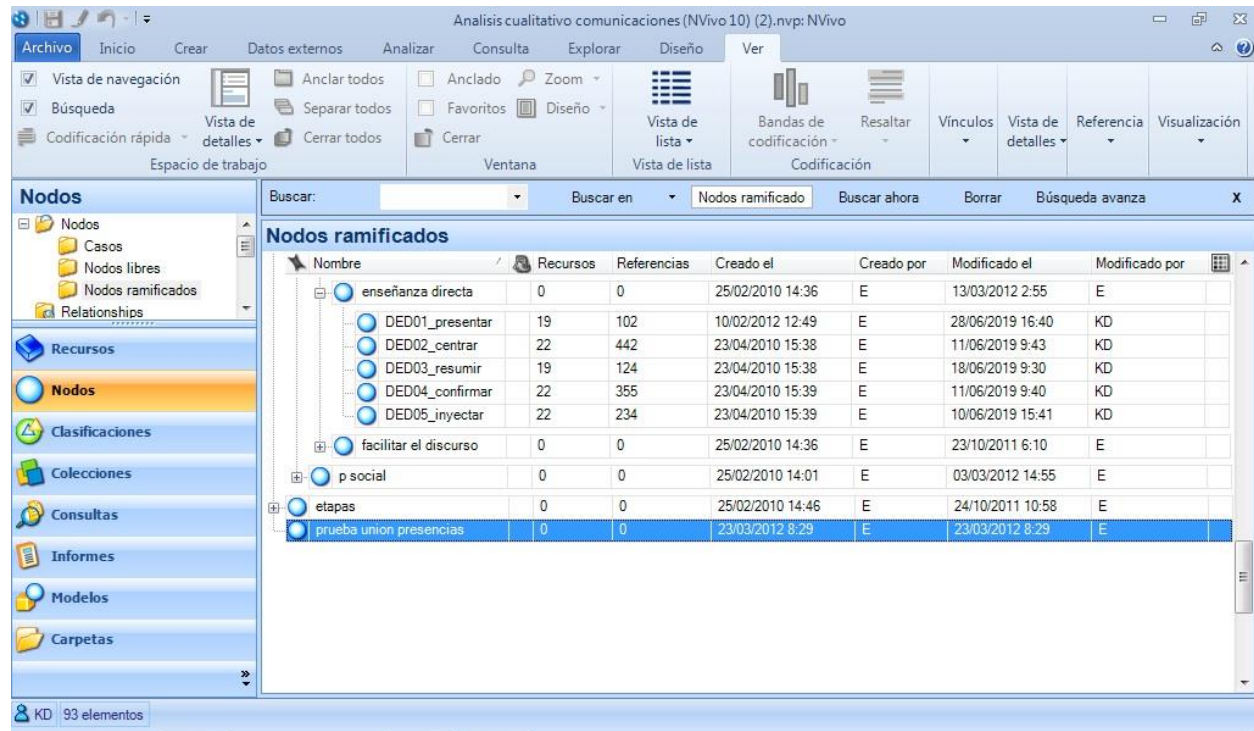 Analisis cualitativo comunicaciones (NVivo 10) (2).nvp: NVivo
Archivo Inicio Crear Datos externos Analizar Consulta Explorar Diseño Ver
Vista de navegación
Búsqueda
Codificación rápida
Vista de detalles
Anclar todos
Separar todos
Cerrar todos
Espacio de trabajo
Anclado
Favoritos
Cerrar
Zoom
Diseño
Ventana
Vista de lista
Vista de lista
Bandas de codificación
Resaltar
Codificación
Vínculos
Vista de detalles
Referencia
Visualización
Nodos
Nodos
Casos
Nodos libres
Nodos ramificados
Relationships
Recursos
Nodos
Clasificaciones
Colecciones
Consultas
Informes
Modelos
Carpetas
Buscar: Buscar en Nodos ramificado Buscar ahora Borrar Búsqueda avanza X
Nodos ramificados
Nombre Recursos Referencias Creado el Creado por Modificado el Modificado por
enseñanza directa 0 0 25/02/2010 14:36 E 13/03/2012 2:55 E
DED01_presentar 19 102 10/02/2012 12:49 E 28/06/2019 16:40 KD
DED02_centrar 22 442 23/04/2010 15:38 E 11/06/2019 9:43 KD
DED03_resumir 19 124 23/04/2010 15:38 E 18/06/2019 9:30 KD
DED04_confirmar 22 355 23/04/2010 15:39 E 11/06/2019 9:40 KD
DED05_inyectar 22 234 23/04/2010 15:39 E 10/06/2019 15:41 KD
facilitar el discurso 0 0 25/02/2010 14:36 E 23/10/2011 6:10 E
p social 0 0 25/02/2010 14:01 E 03/03/2012 14:55 E
etapas 0 0 25/02/2010 14:46 E 24/10/2011 10:58 E
prueba union presencias 0 0 23/03/2012 8:29 E 23/03/2012 8:29 E
KD 93 elementos